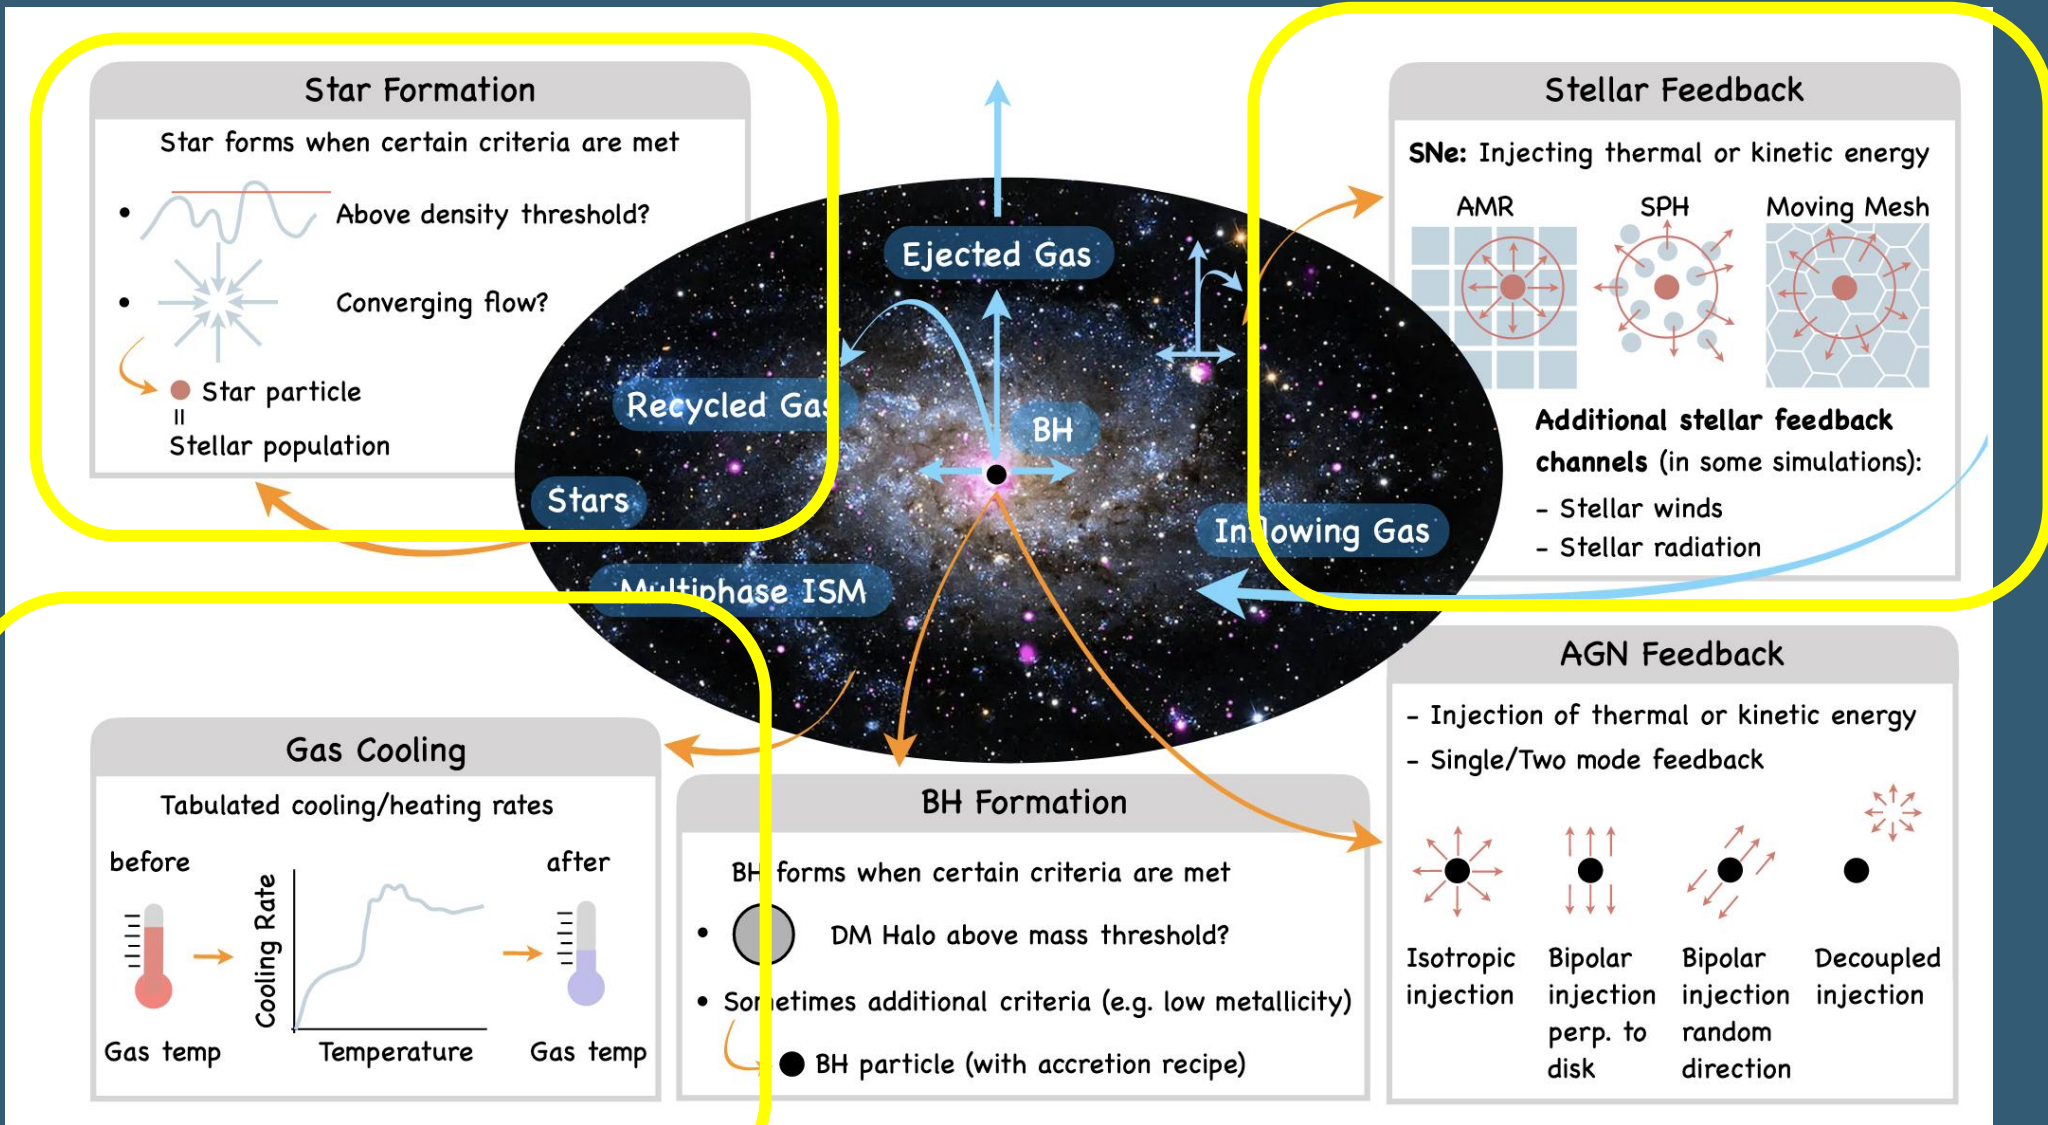 Star Formation
Star forms when certain criteria are met
• Above density threshold?
• Converging flow?
Star particle
=
Stellar population
Ejected Gas
Recycled Gas
BH
Stars
Inflowing Gas
Multiphase ISM
Stellar Feedback
SNe: Injecting thermal or kinetic energy
AMR SPH Moving Mesh
Additional stellar feedback
channels (in some simulations):
– Stellar winds
– Stellar radiation
Gas Cooling
Tabulated cooling/heating rates
before after
Cooling Rate
Gas temp Temperature Gas temp
BH Formation
BH forms when certain criteria are met
• DM Halo above mass threshold?
• Sometimes additional criteria (e.g. low metallicity)
BH particle (with accretion recipe)
AGN Feedback
– Injection of thermal or kinetic energy
– Single/Two mode feedback
Isotropic
injection
Bipolar
injection
perp. to
disk
Bipolar
injection
random
direction
Decoupled
injection